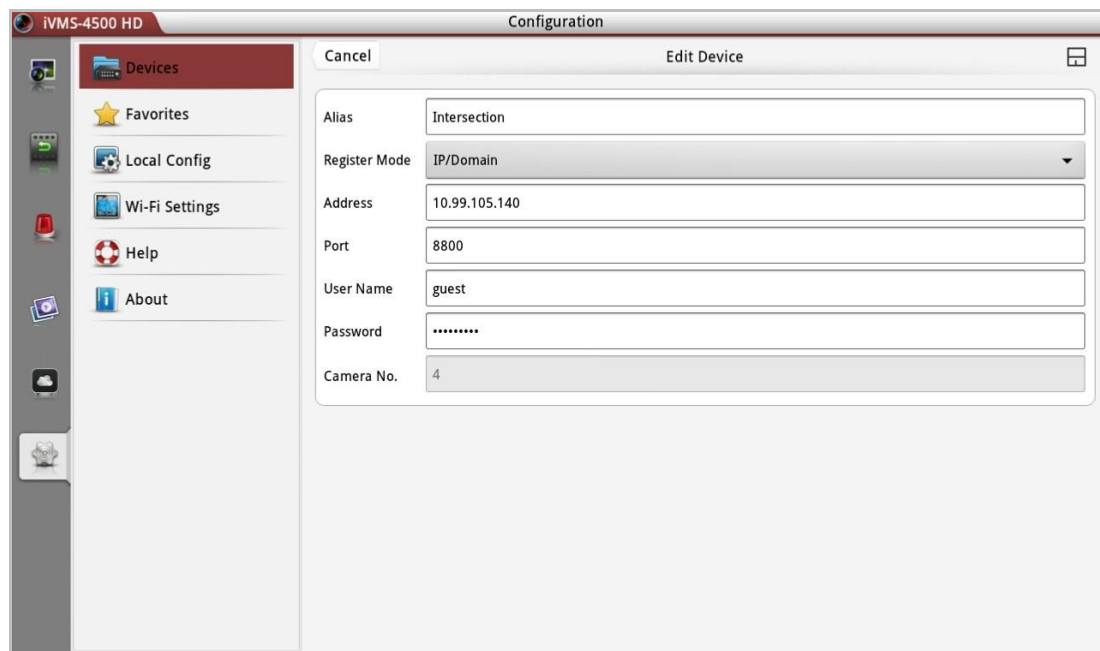 iVMS-4500 HD
Configuration
Devices
Favorites
Local Config
Wi-Fi Settings
Help
About
Cancel
Edit Device
Alias
Intersection
Register Mode
IP/Domain
Address
10.99.105.140
Port
8800
User Name
guest
Password
•••••••••
Camera No.
4